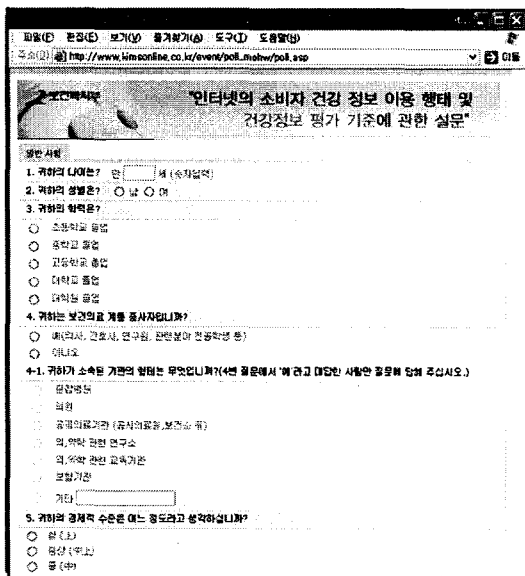 파일(F) 편집(E) 보기(V) 즐겨찾기(A) 도구(T) 도움말(H)
주소(D) http://www.kimsonline.co.kr/event/poll_mohw/poll.asp 이동
보건복지부
"인터넷의 소비자 건강 정보 이용 행태 및
건강정보 평가 기준에 관한 설문"
일반 사항
1. 귀하의 나이는? 만 세 (숫자입력)
2. 귀하의 성별은? 남 여
3. 귀하의 학력은?
초등학교 졸업
중학교 졸업
고등학교 졸업
대학교 졸업
대학원 졸업
4. 귀하는 보건의료 계통 종사자입니까?
예(의사, 간호사, 연구원, 관련분야 전공학생 등)
아니오
4-1. 귀하가 소속된 기관의 형태는 무엇입니까?(4번 질문에서 '예'라고 대답한 사람만 질문에 답해 주십시오.)
종합병원
의원
공공의료기관 (공사의료원,보건소 등)
의,약학 관련 연구소
의,약학 관련 교육기관
보험기관
기타
5. 귀하의 경제적 수준은 어느 정도라고 생각하십니까?
상 (上)
중상 (中上)
중 (中)